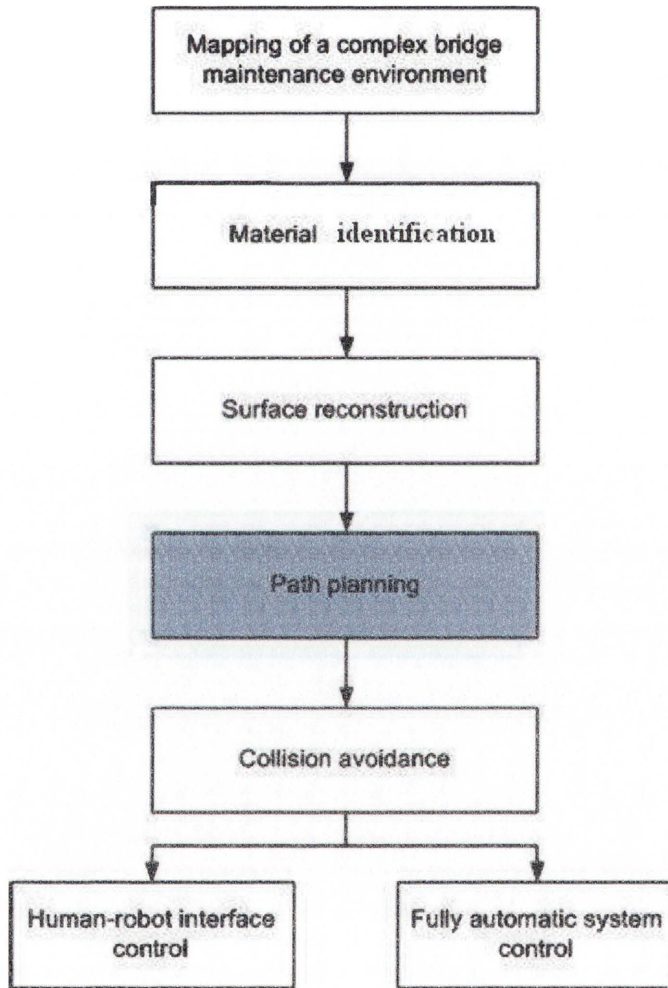 Mapping of a complex bridge
maintenance environment
Material identification
Surface reconstruction
Path planning
Collision avoidance
Human-robot interface
control
Fully automatic system
control